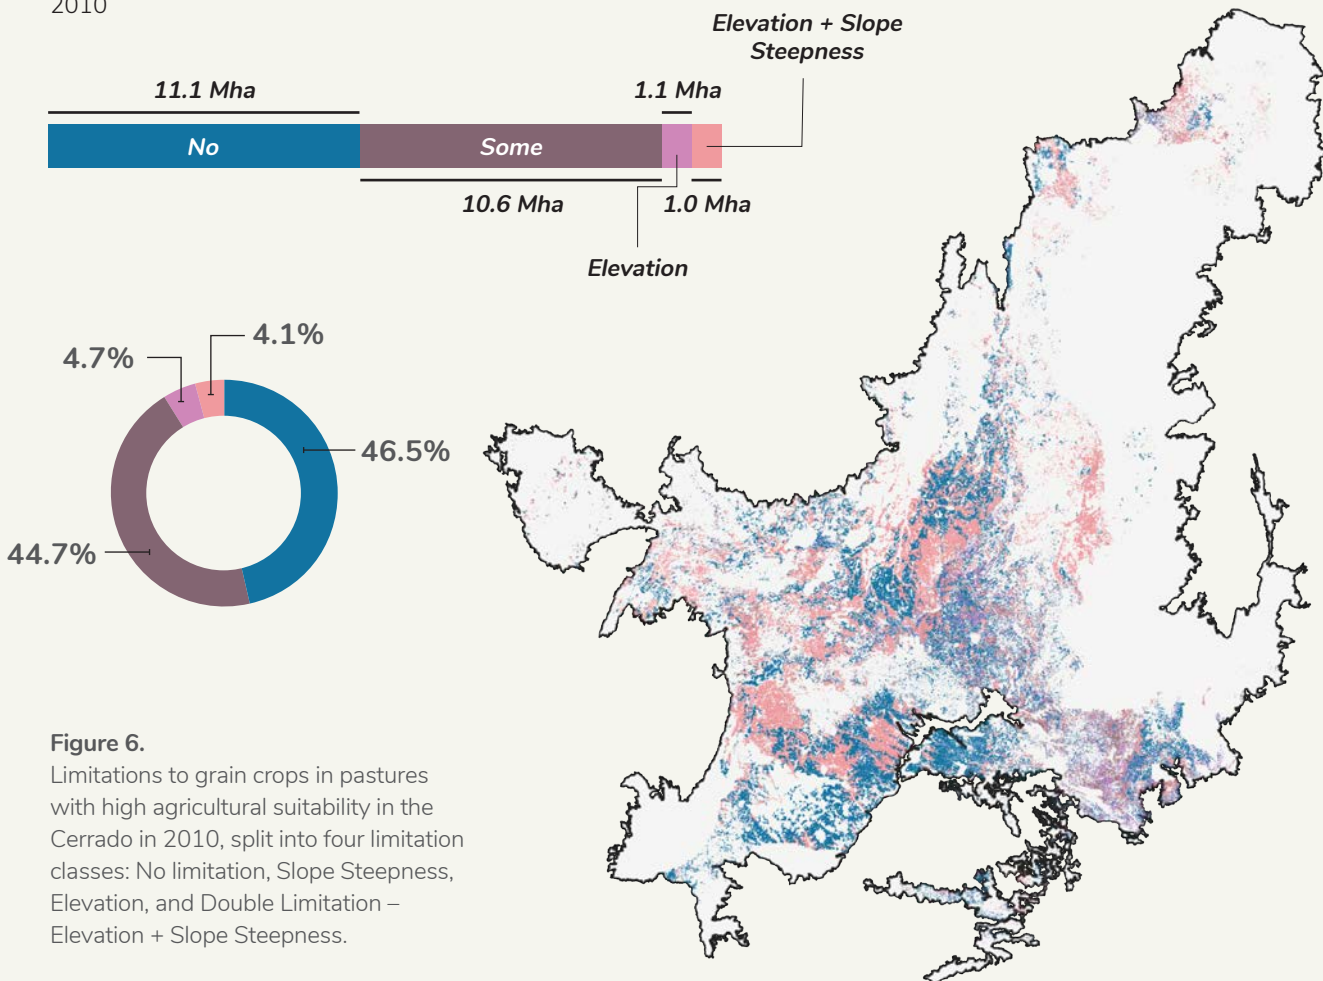 2010
Elevation + Slope
Steepness
11.1 Mha
1.1 Mha
No
Some
10.6 Mha
1.0 Mha
Elevation
4.1%
4.7%
46.5%
44.7%
Figure 6.
Limitations to grain crops in pastures
with high agricultural suitability in the
Cerrado in 2010, split into four limitation
classes: No limitation, Slope Steepness,
Elevation, and Double Limitation –
Elevation + Slope Steepness.